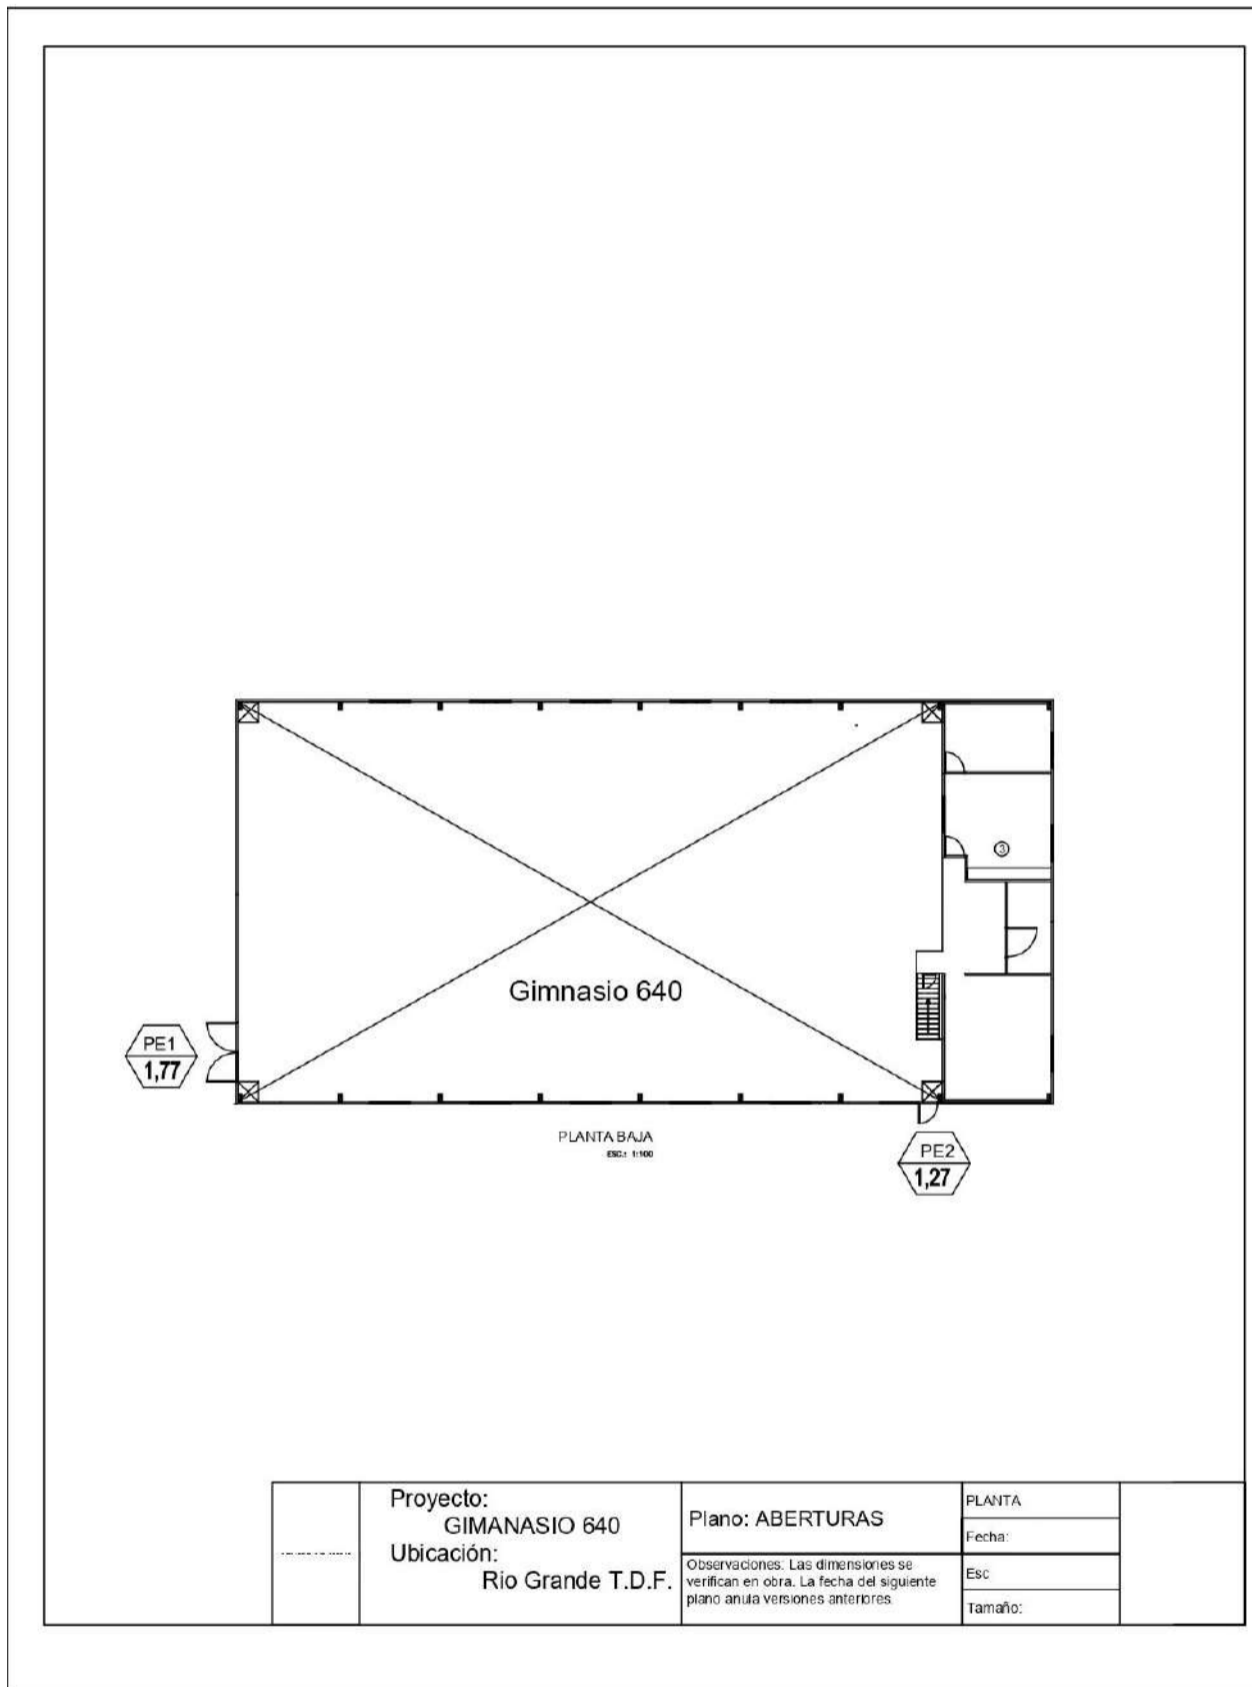 3
Gimnasio 640
PE1
1,77
PLANTA BAJA
ESC.: 1:100
PE2
1,27
Proyecto:
GIMANASIO 640
Ubicación:
Rio Grande T.D.F.
Plano: ABERTURAS
Observaciones: Las dimensiones se
verifican en obra. La fecha del siguiente
plano anula versiones anteriores.
PLANTA
Fecha:
Esc
Tamaño: